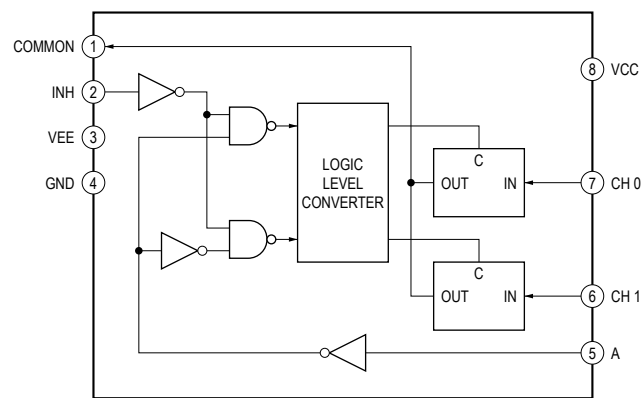 COMMON 1
INH 2
VEE 3
GND 4
8 VCC
LOGIC
LEVEL
CONVERTER
C
OUT IN
7 CH 0
C
OUT IN
6 CH 1
5 A